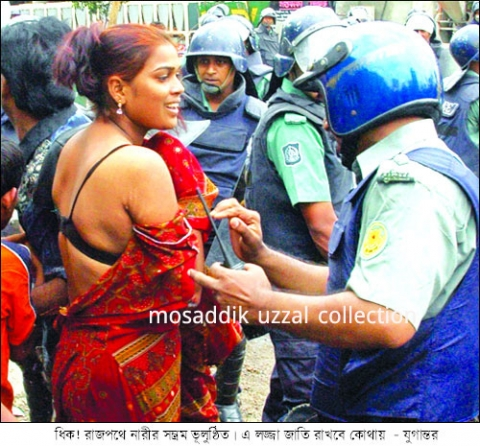 mosaddik uzzal collection
ধিক! রাজপথে নারীর সম্ভ্রম ভূলুণ্ঠিত। এ লজ্জা জাতি রাখবে কোথায় - যুগান্তর